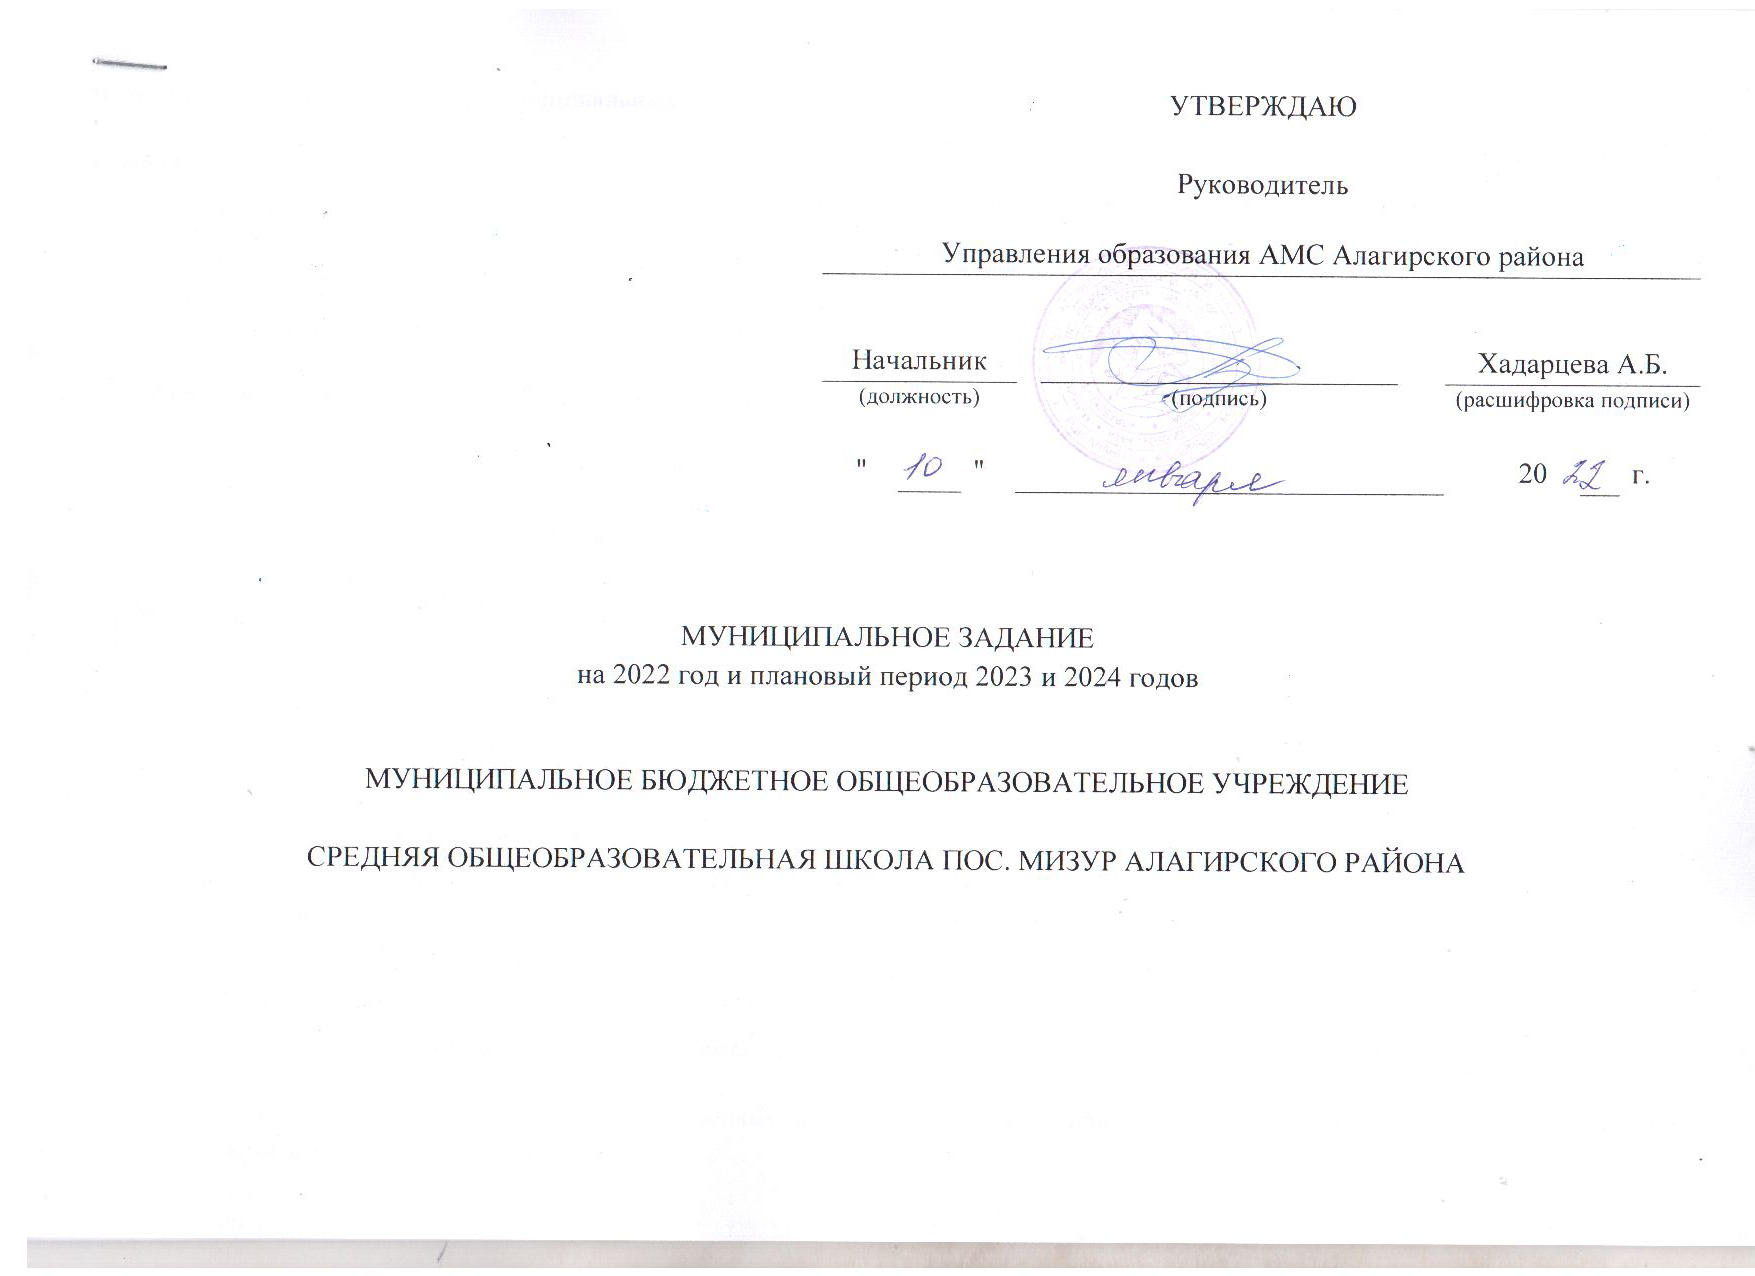 УТВЕРЖДАЮ
Руководитель
Управления образования АМС Алагирского района
Начальник Хадарцева А.Б.
(должность) (подпись) (расшифровка подписи)
" 10 " января 20 22 г.
МУНИЦИПАЛЬНОЕ ЗАДАНИЕ
на 2022 год и плановый период 2023 и 2024 годов
МУНИЦИПАЛЬНОЕ БЮДЖЕТНОЕ ОБЩЕОБРАЗОВАТЕЛЬНОЕ УЧРЕЖДЕНИЕ
СРЕДНЯЯ ОБЩЕОБРАЗОВАТЕЛЬНАЯ ШКОЛА ПОС. МИЗУР АЛАГИРСКОГО РАЙОНА